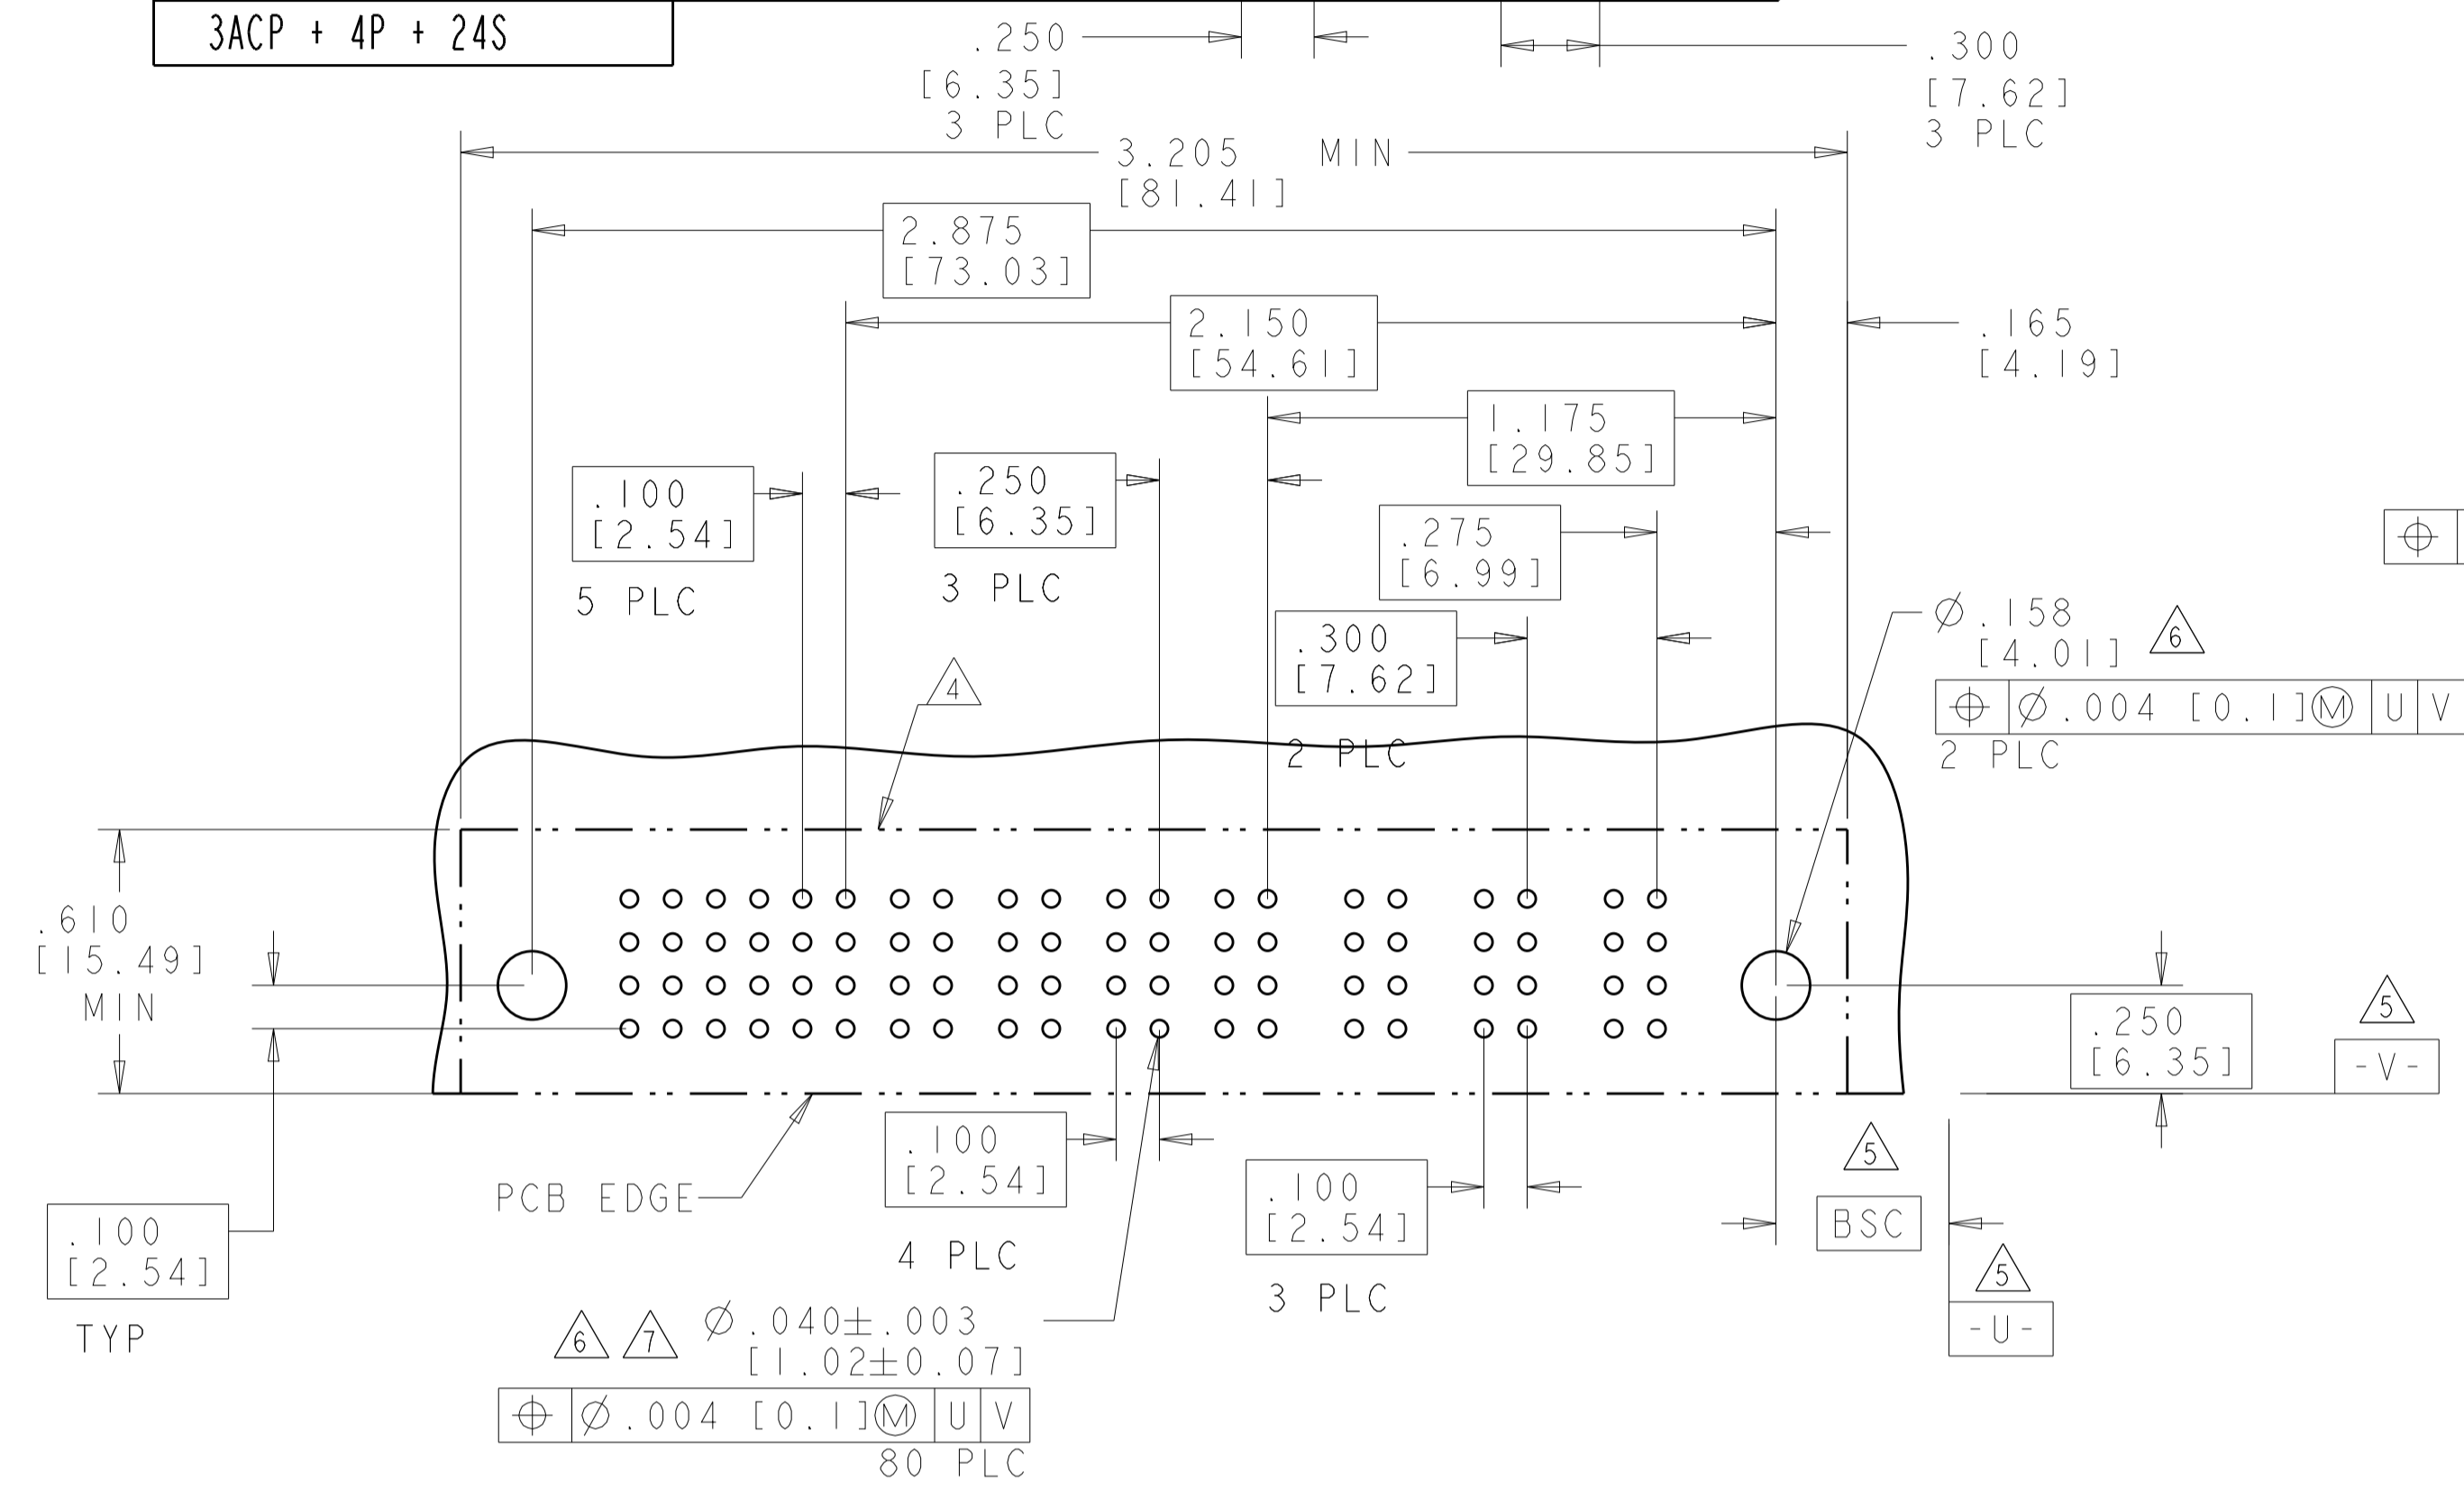 3ACP + 4P + 24S
.250
[6.35]
3 PLC
.300
[7.62]
3 PLC
3.205 MIN
[81.41]
2.875
[73.03]
2.150
[54.61]
.165
[4.19]
1.175
[29.85]
.100
[2.54]
5 PLC
.250
[6.35]
3 PLC
.275
[6.99]
.300
[7.62]
2 PLC
4
Ø.158
[4.01]
6
Ø.004 [0.1]Ⓜ U V
2 PLC
.610
[15.49]
MIN
.250
[6.35]
5
-V-
5
BSC
5
-U-
PCB EDGE
.100
[2.54]
4 PLC
.100
[2.54]
3 PLC
.100
[2.54]
TYP
6 7 Ø.040±.003
[1.02±0.07]
Ø.004 [0.1]Ⓜ U V
80 PLC